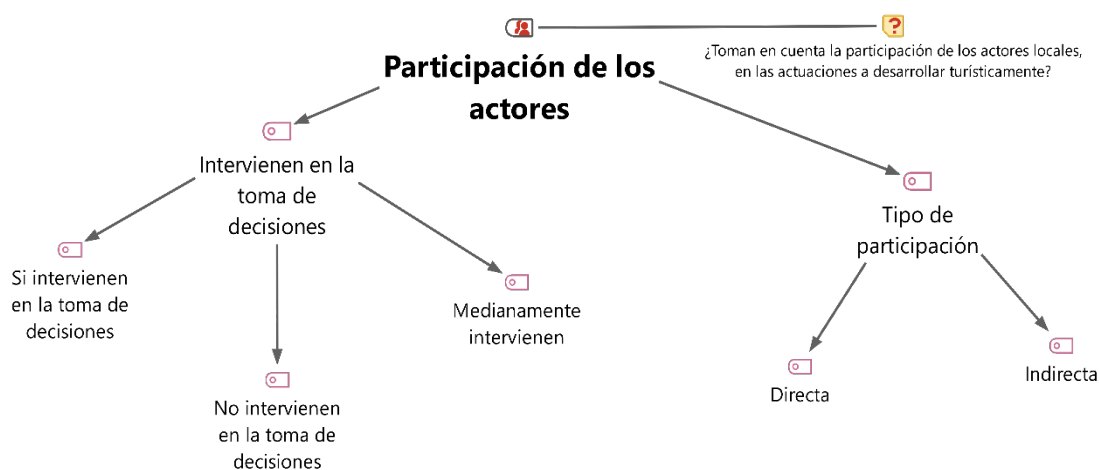 Participación de los
actores
¿Toman en cuenta la participación de los actores locales,
en las actuaciones a desarrollar turísticamente?
Intervienen en la
toma de
decisiones
Tipo de
participación
Si intervienen
en la toma de
decisiones
Medianamente
intervienen
No intervienen
en la toma de
decisiones
Directa
Indirecta